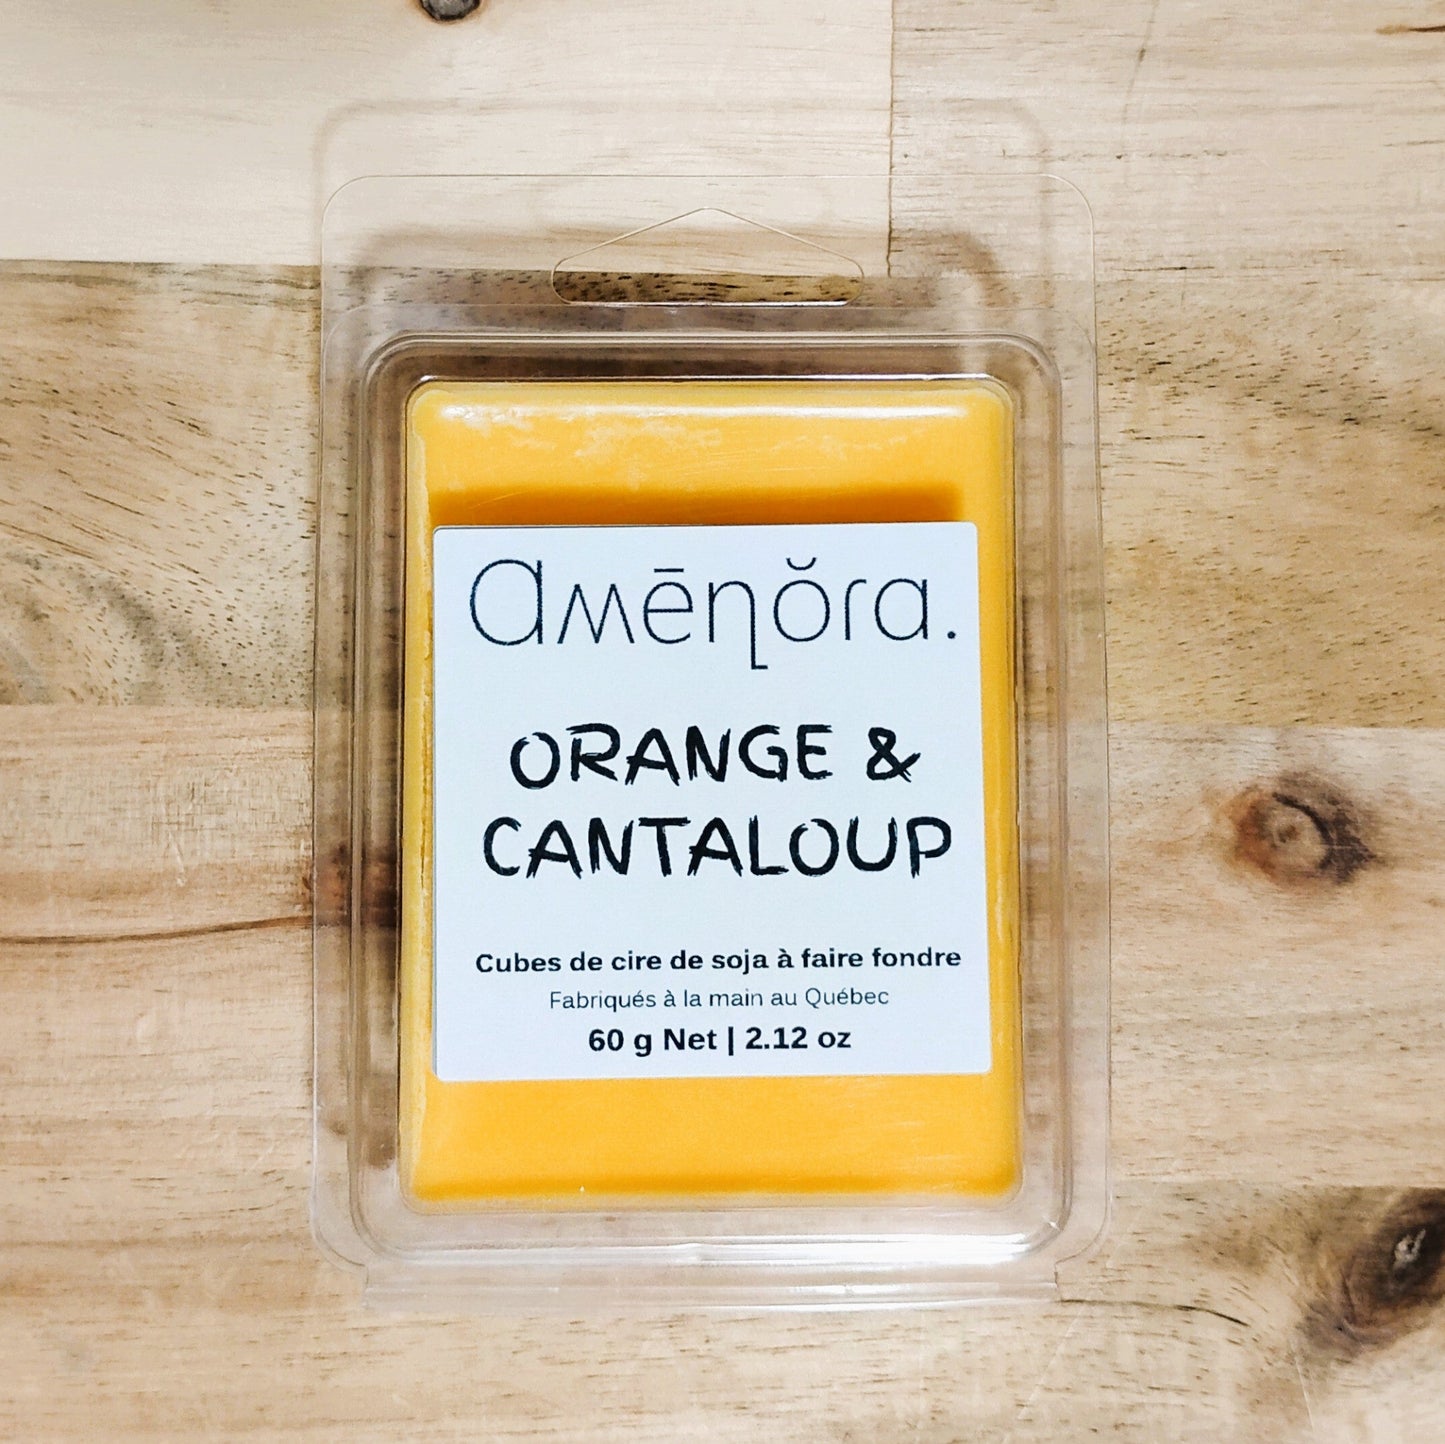 amēnŏra.
ORANGE &
CANTALOUP
Cubes de cire de soja à faire fondre
Fabriqués à la main au Québec
60 g Net | 2.12 oz